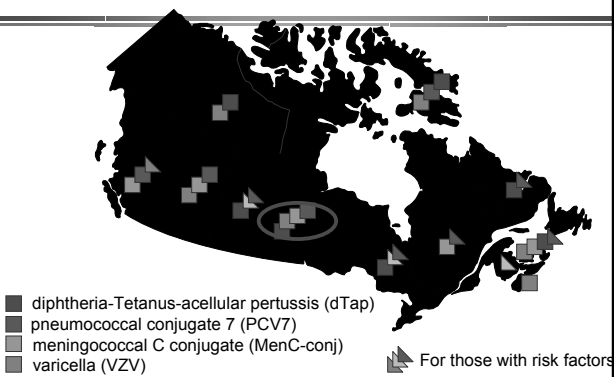 diphtheria-Tetanus-acellular pertussis (dTap)
pneumococcal conjugate 7 (PCV7)
meningococcal C conjugate (MenC-conj)
varicella (VZV)
For those with risk factors